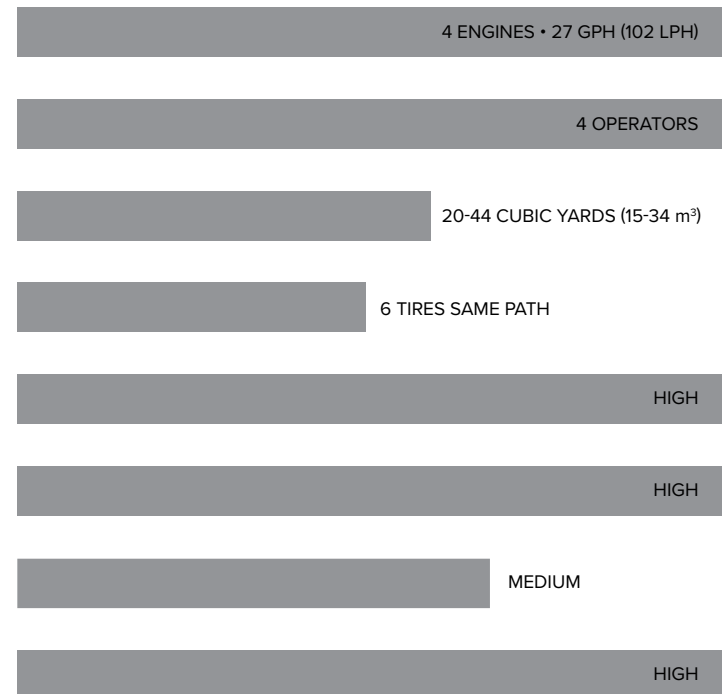 4 ENGINES • 27 GPH (102 LPH)
4 OPERATORS
20-44 CUBIC YARDS (15-34 m³)
6 TIRES SAME PATH
HIGH
HIGH
MEDIUM
HIGH